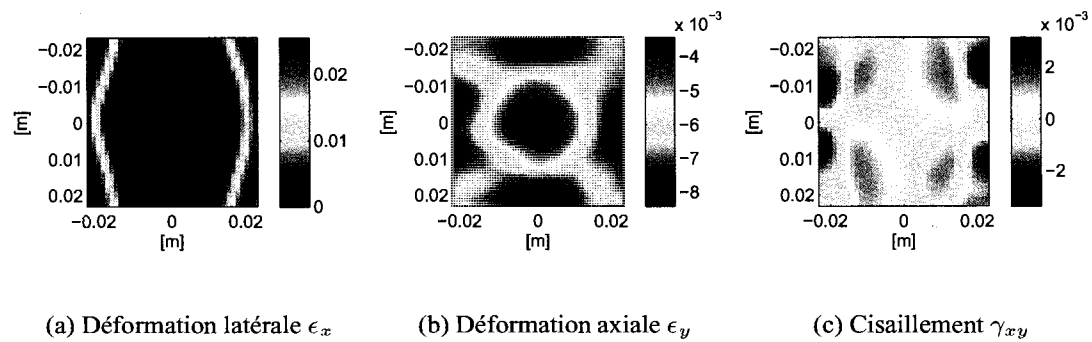 x 10⁻³
x 10⁻³
−0.02
−0.01
0
0.01
0.02
[m]
−0.02 0 0.02
[m]
0.02
0.01
0
−0.02
−0.01
0
0.01
0.02
[m]
−0.02 0 0.02
[m]
−4
−5
−6
−7
−8
−0.02
−0.01
0
0.01
0.02
[m]
−0.02 0 0.02
[m]
2
0
−2
(a) Déformation latérale ϵₓ
(b) Déformation axiale ϵ_y
(c) Cisaillement γ_xy